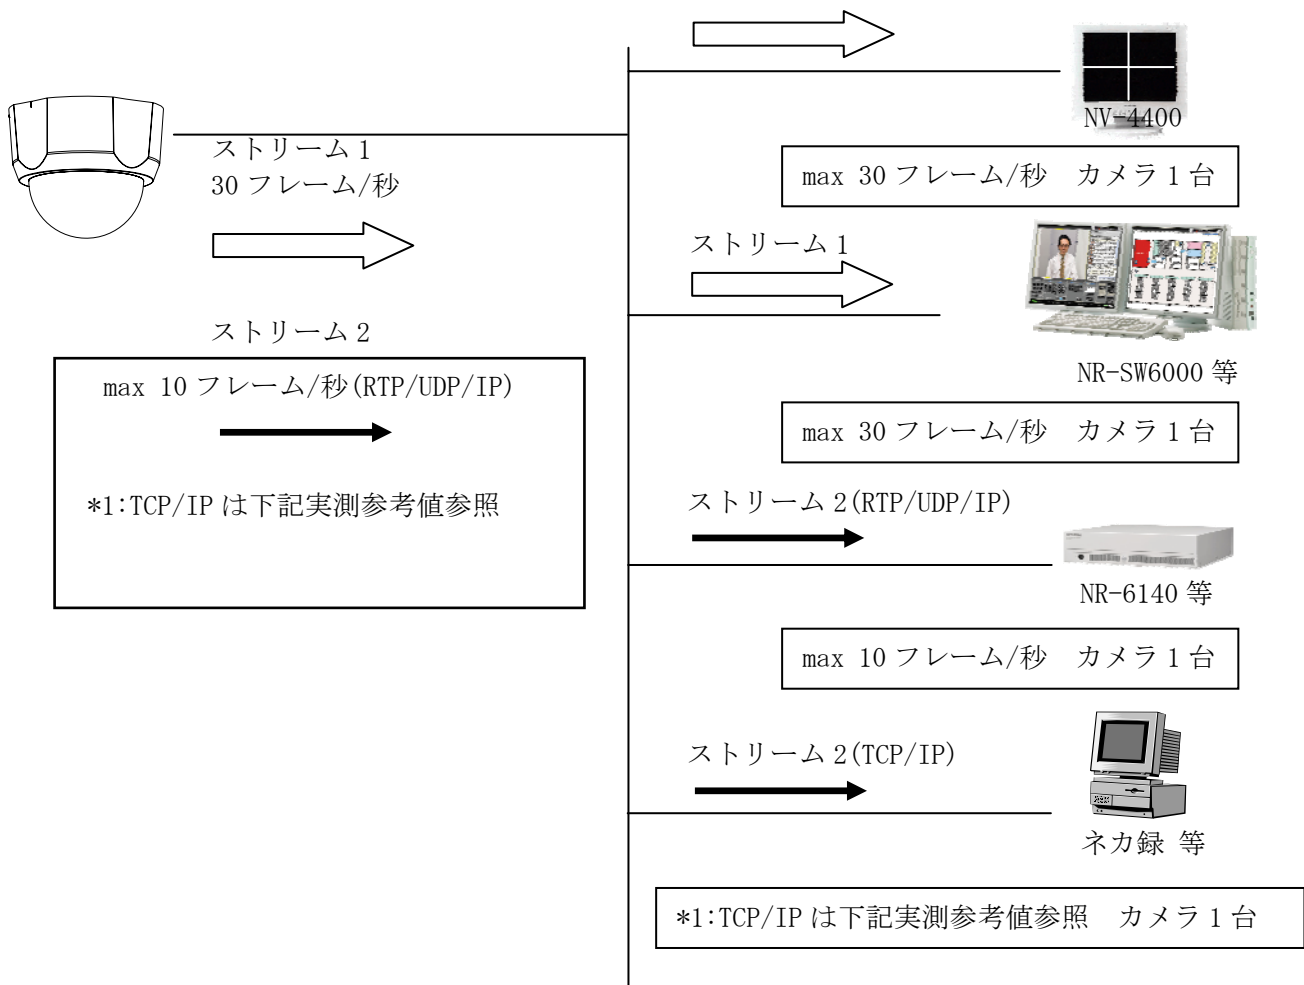 ストリーム1
30フレーム/秒
ストリーム2
max 10フレーム/秒(RTP/UDP/IP)
*1:TCP/IPは下記実測参考値参照
NV-4400
max 30フレーム/秒　カメラ1台
ストリーム1
NR-SW6000等
max 30フレーム/秒　カメラ1台
ストリーム2(RTP/UDP/IP)
NR-6140等
max 10フレーム/秒　カメラ1台
ストリーム2(TCP/IP)
ネカ録 等
*1:TCP/IPは下記実測参考値参照　カメラ1台